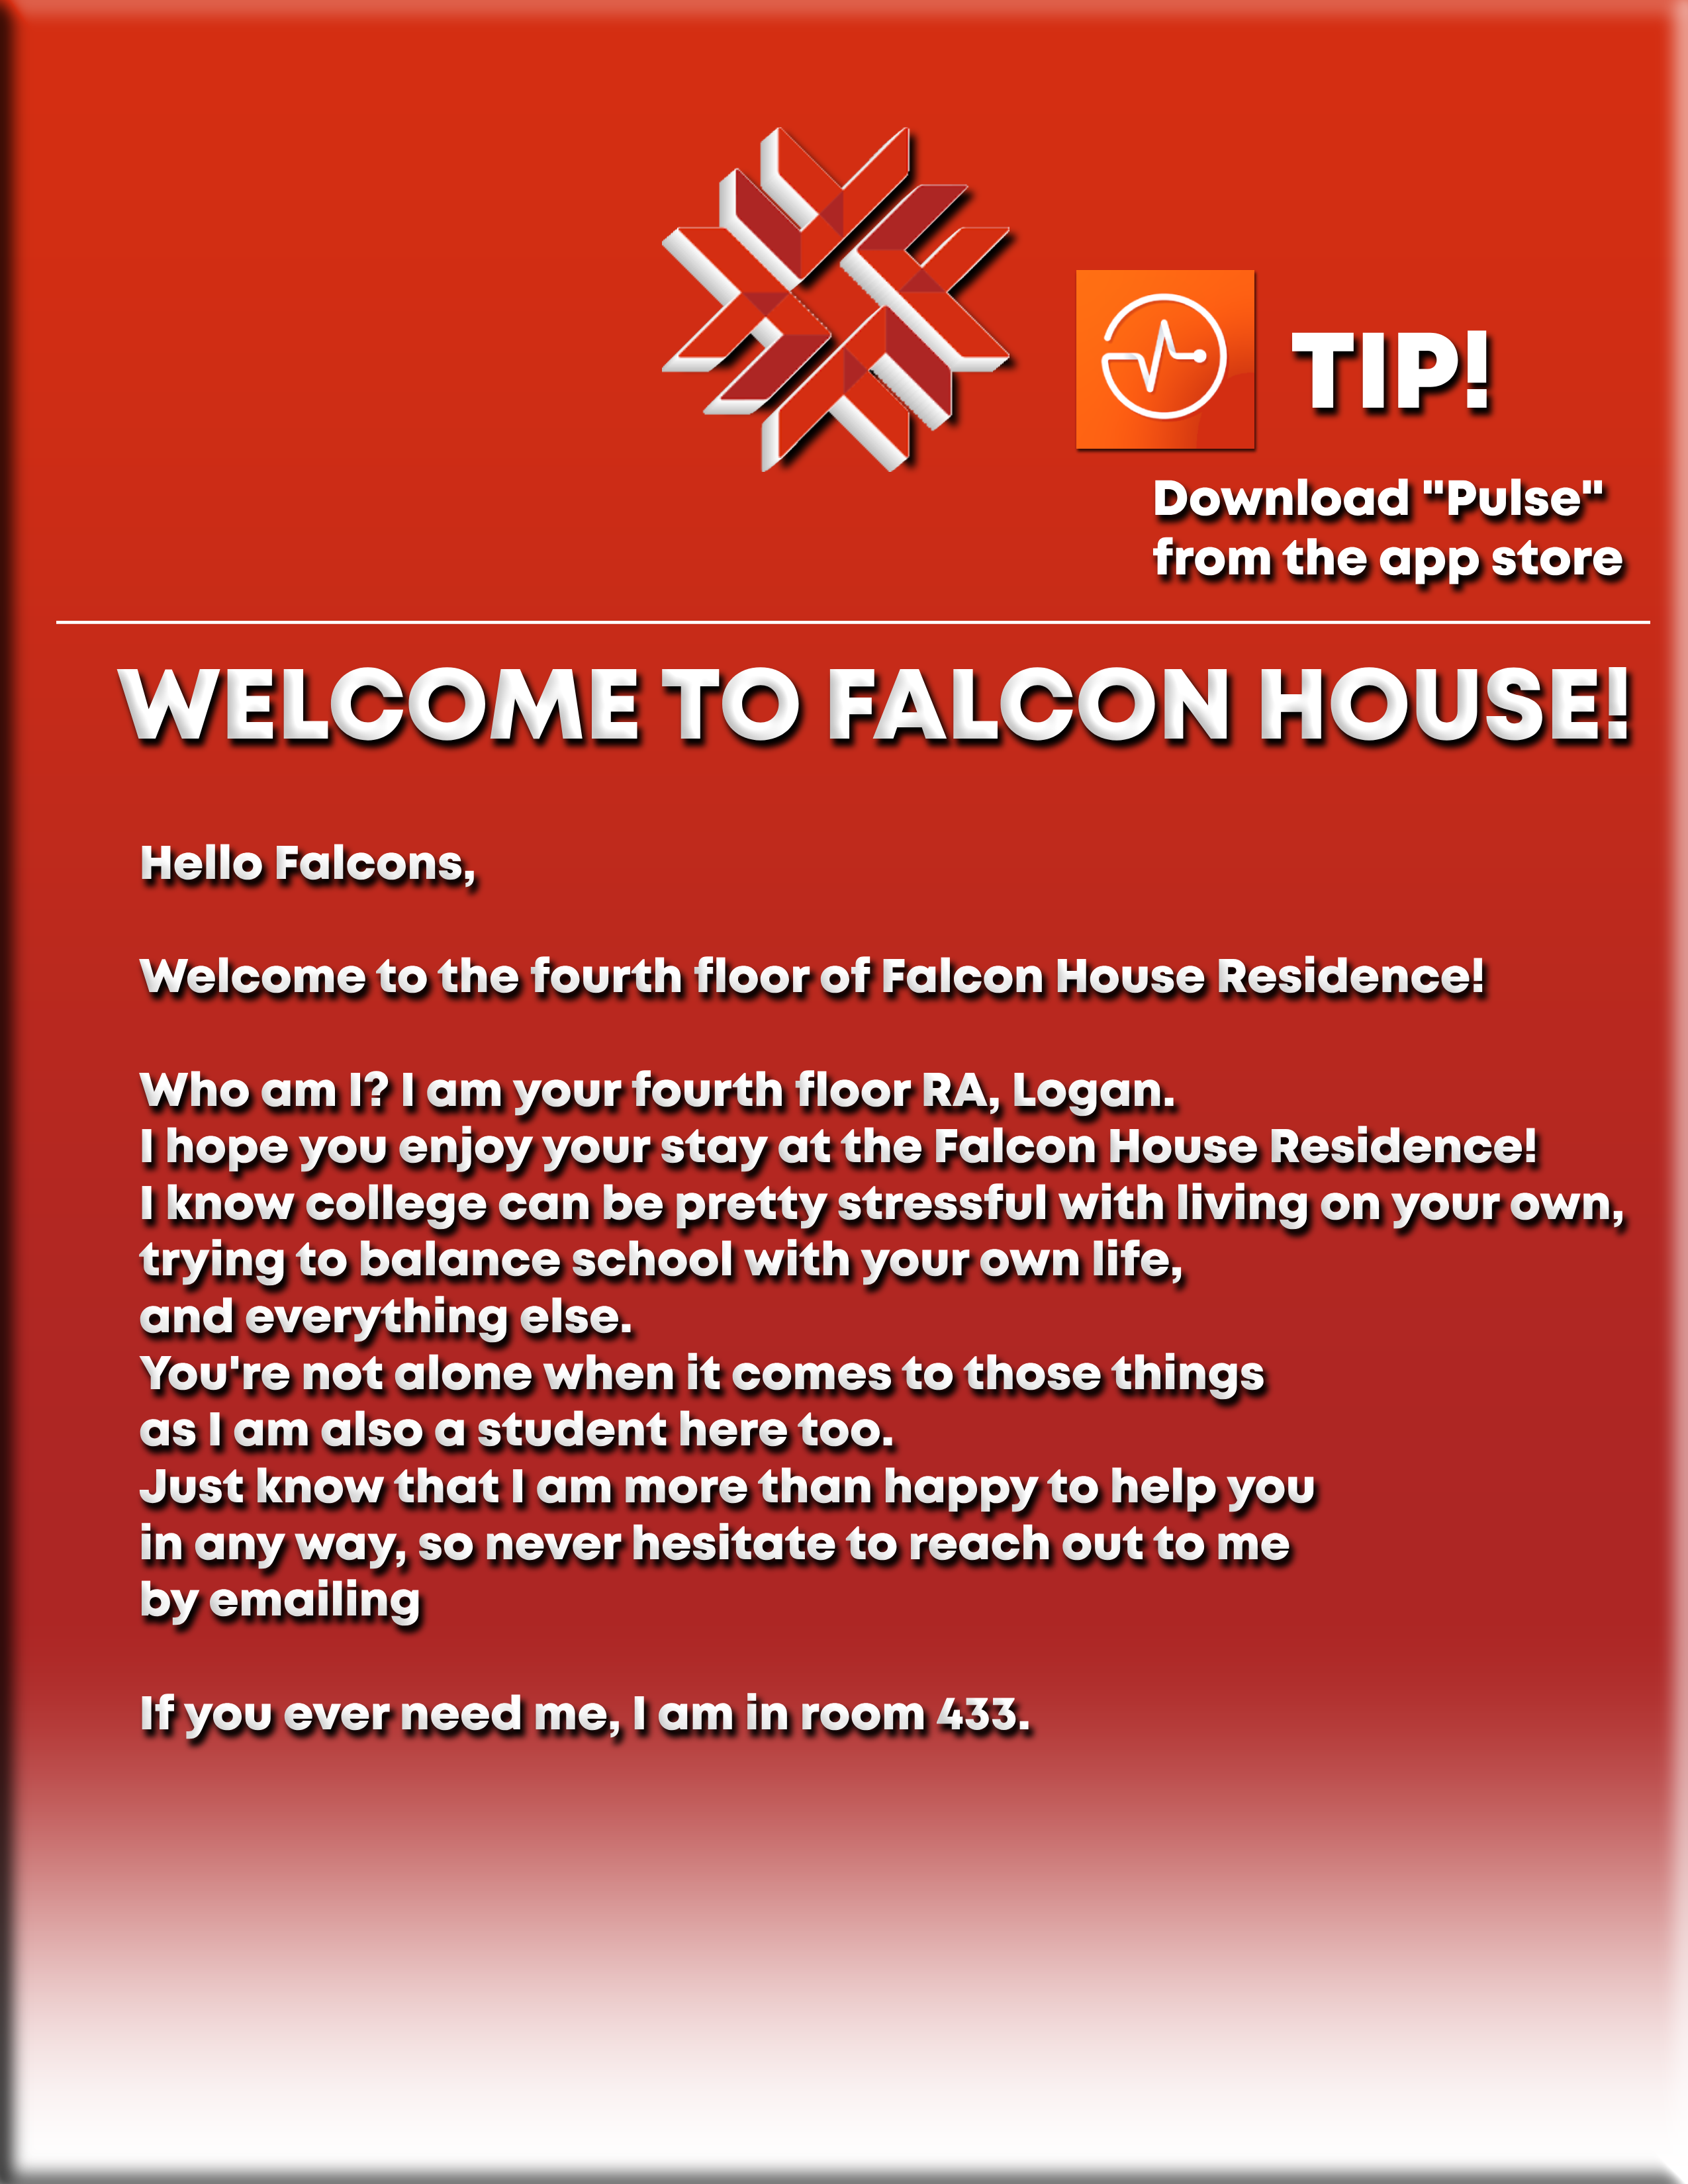 TIP!
Download "Pulse"
from the app store
WELCOME TO FALCON HOUSE!
Hello Falcons,
Welcome to the fourth floor of Falcon House Residence!
Who am I? I am your fourth floor RA, Logan.
I hope you enjoy your stay at the Falcon House Residence!
I know college can be pretty stressful with living on your own,
trying to balance school with your own life,
and everything else.
You're not alone when it comes to those things
as I am also a student here too.
Just know that I am more than happy to help you
in any way, so never hesitate to reach out to me
by emailing
If you ever need me, I am in room 433.